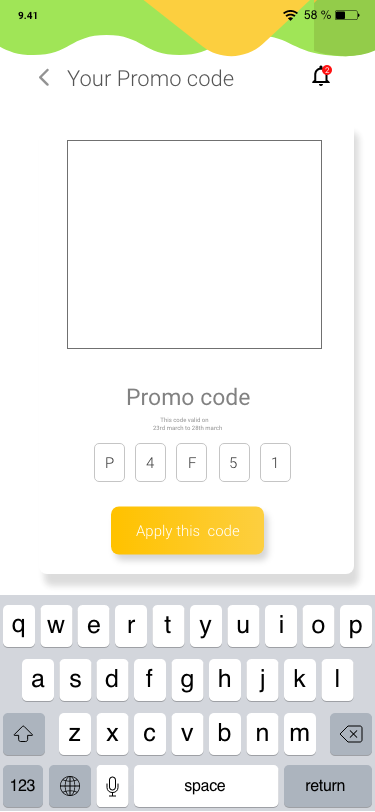 9.41 58 %
Your Promo code
2
Promo code
This code valid on
23rd march to 28th march
P 4 F 5 1
Apply this code
q w e r t y u i o p
a s d f g h j k l
z x c v b n m
123 space return